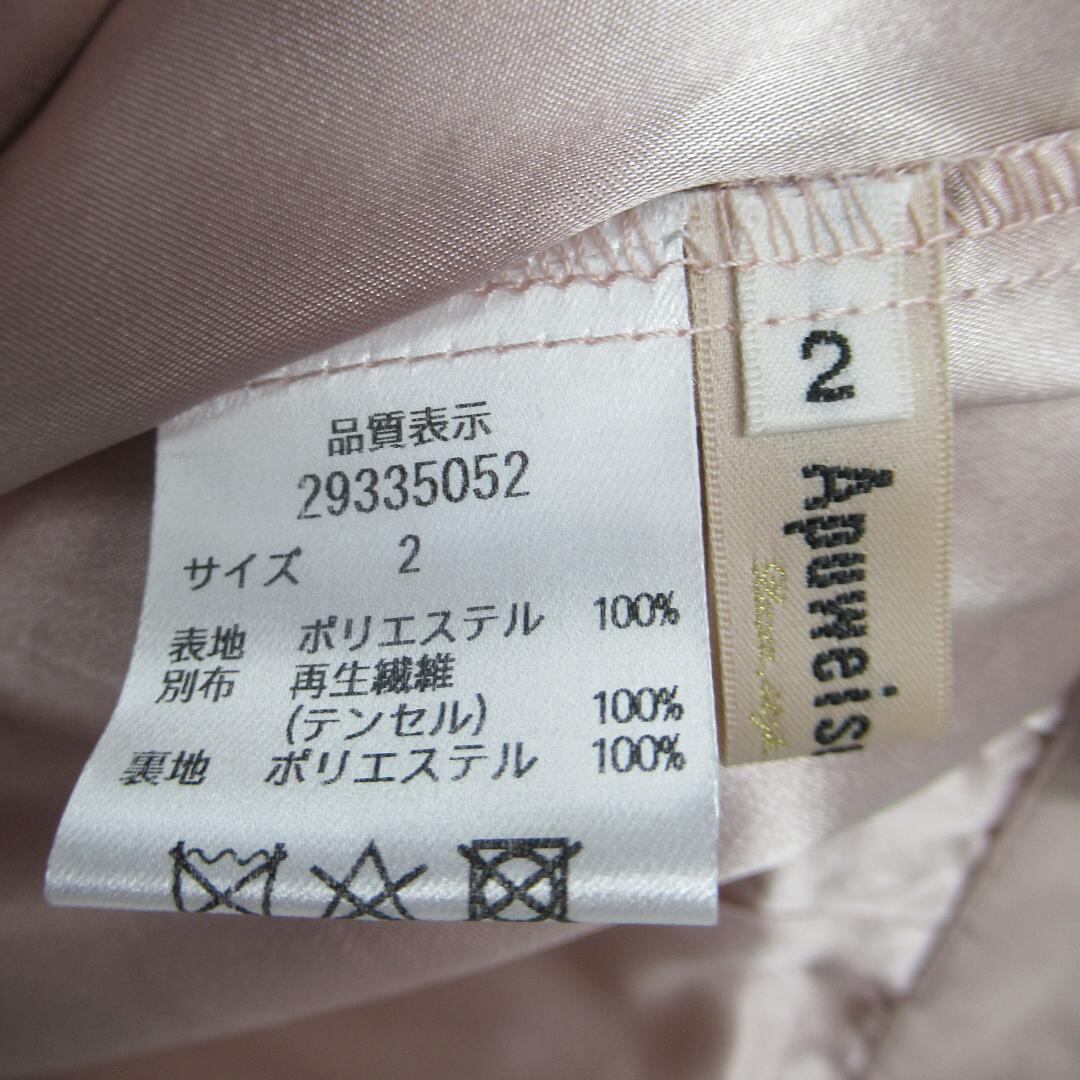 品質表示
29335052
サイズ 2
表地 ポリエステル 100%
別布 再生繊維
(テンセル) 100%
裏地 ポリエステル 100%
2
Apuweis